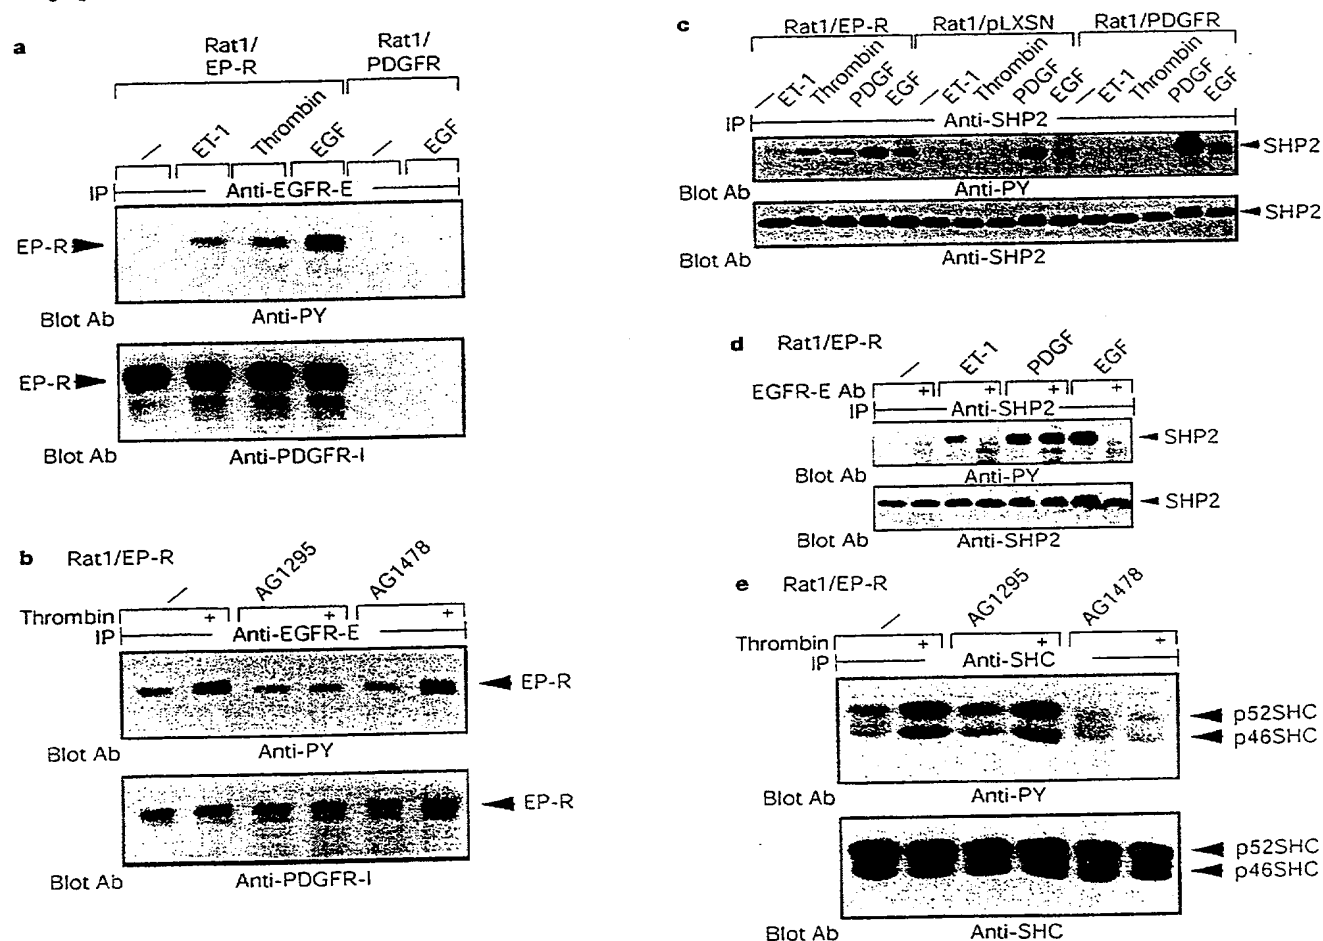 a
Rat1/ Rat1/
EP-R PDGFR
/ ET-1 Thrombin EGF / EGF
IP Anti-EGFR-E
EP-R
Blot Ab Anti-PY
EP-R
Blot Ab Anti-PDGFR-I
b Rat1/EP-R
/ AG1295 AG1478
Thrombin + + +
IP Anti-EGFR-E
EP-R
Blot Ab Anti-PY
EP-R
Blot Ab Anti-PDGFR-I
c Rat1/EP-R Rat1/pLXSN Rat1/PDGFR
/ ET-1 Thrombin PDGF EGF / ET-1 Thrombin PDGF EGF / ET-1 Thrombin PDGF EGF
IP Anti-SHP2
SHP2
Blot Ab Anti-PY
SHP2
Blot Ab Anti-SHP2
d Rat1/EP-R
/ ET-1 PDGF EGF
EGFR-E Ab + + + +
IP Anti-SHP2
SHP2
Blot Ab Anti-PY
SHP2
Blot Ab Anti-SHP2
e Rat1/EP-R
/ AG1295 AG1478
Thrombin + + +
IP Anti-SHC
p52SHC
p46SHC
Blot Ab Anti-PY
p52SHC
p46SHC
Blot Ab Anti-SHC